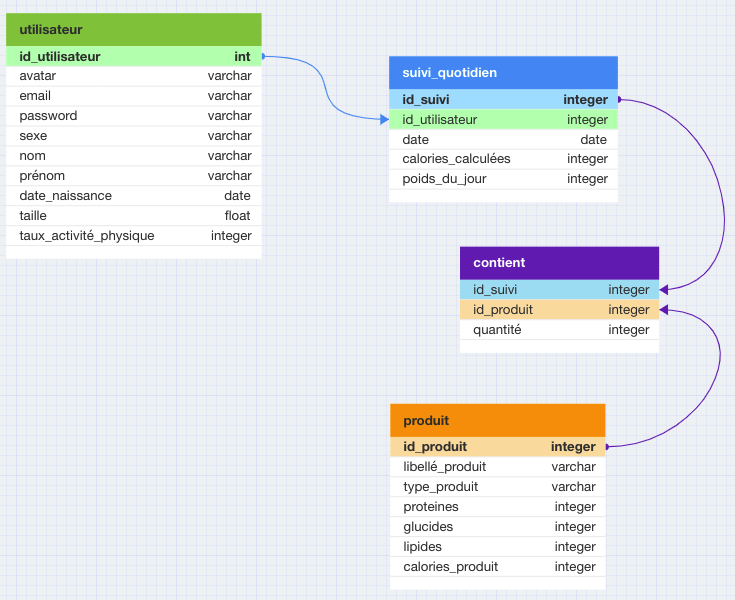 utilisateur
id_utilisateur int
avatar varchar
email varchar
password varchar
sexe varchar
nom varchar
prénom varchar
date_naissance date
taille float
taux_activité_physique integer
suivi_quotidien
id_suivi integer
id_utilisateur integer
date date
calories_calculées integer
poids_du_jour integer
contient
id_suivi integer
id_produit integer
quantité integer
produit
id_produit integer
libellé_produit varchar
type_produit varchar
proteines integer
glucides integer
lipides integer
calories_produit integer